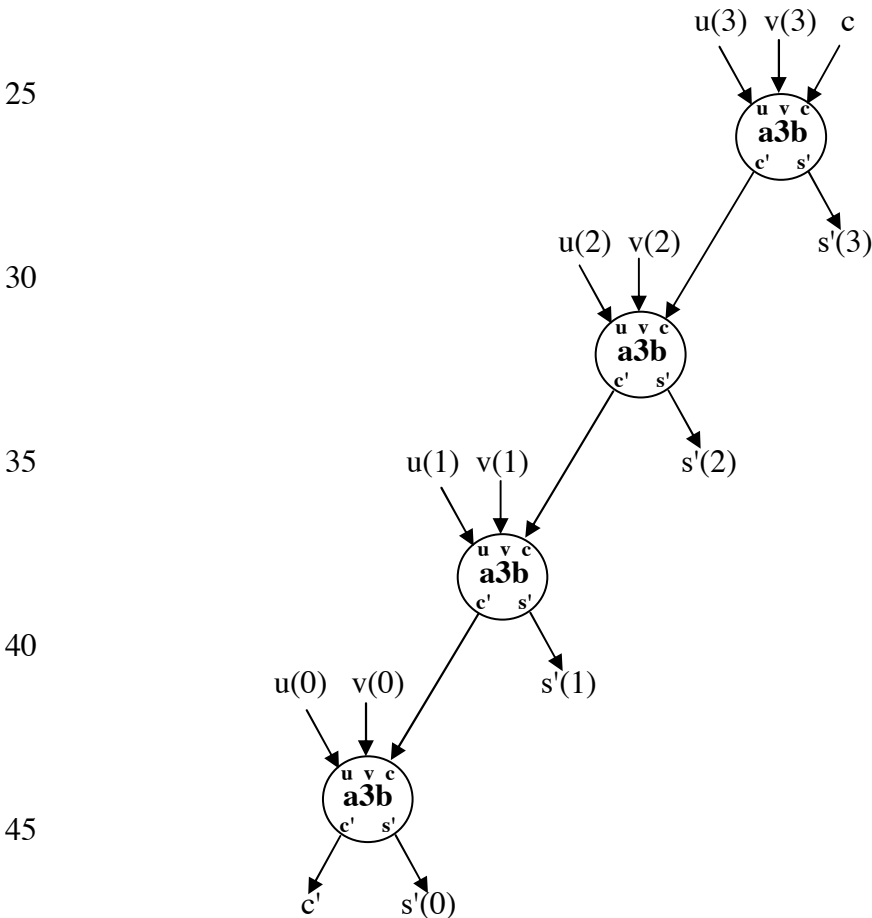 u(3) v(3) c
25
u v c
a3b
c' s'
u(2) v(2) s'(3)
30
u v c
a3b
c' s'
35
u(1) v(1) s'(2)
u v c
a3b
c' s'
40
u(0) v(0) s'(1)
u v c
a3b
c' s'
45
c' s'(0)